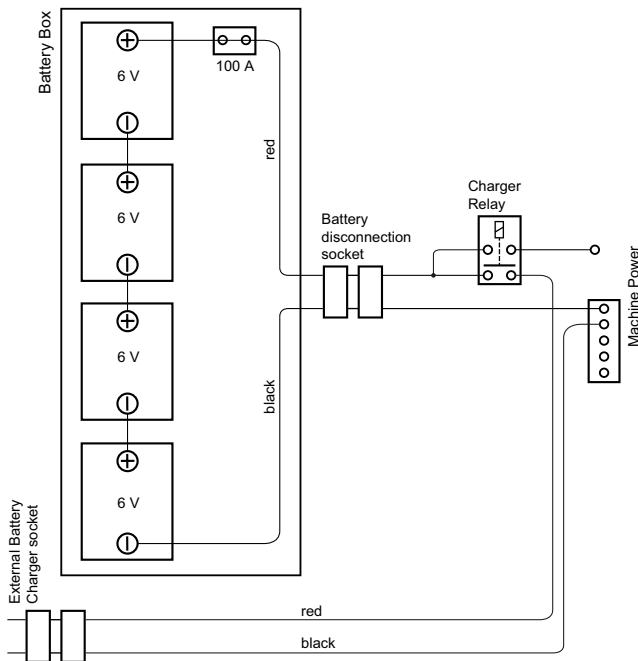 Battery Box
6 V
100 A
red
6 V
Charger
Relay
Battery
disconnection
socket
Machine Power
6 V
black
6 V
External Battery
Charger socket
red
black